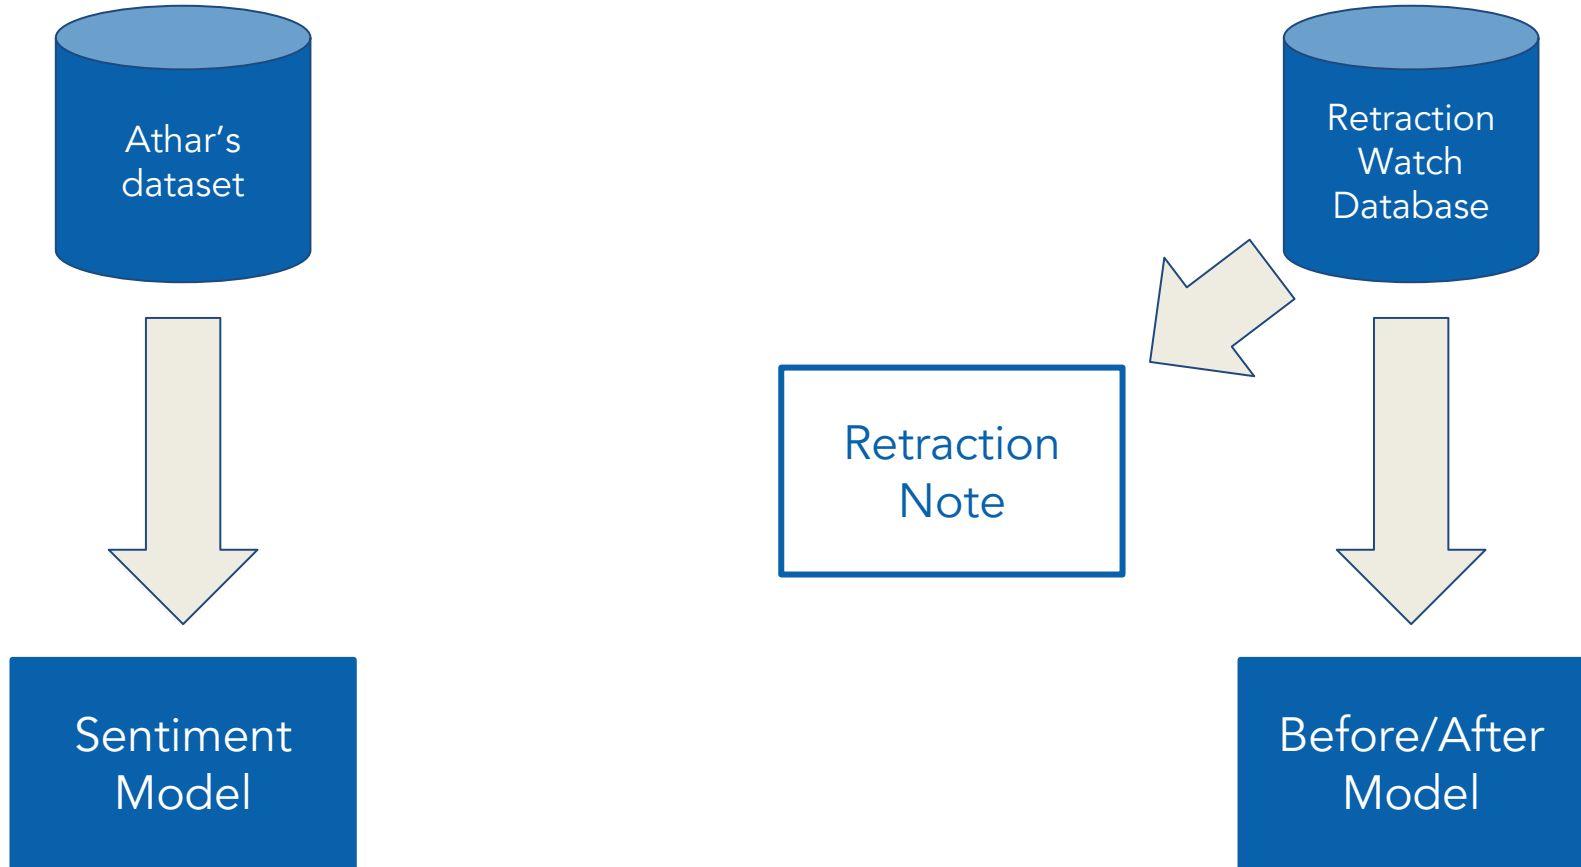 Athar’s
dataset
Retraction
Watch
Database
Retraction
Note
Sentiment
Model
Before/After
Model